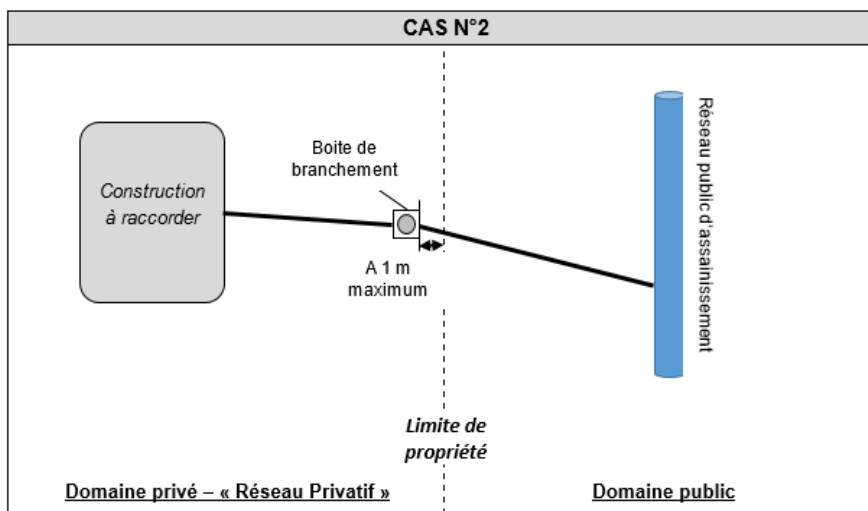 CAS N°2
Construction
à raccorder
Boite de
branchement
A 1 m
maximum
Réseau public d'assainissement
Limite de
propriété
Domaine privé – « Réseau Privatif »
Domaine public